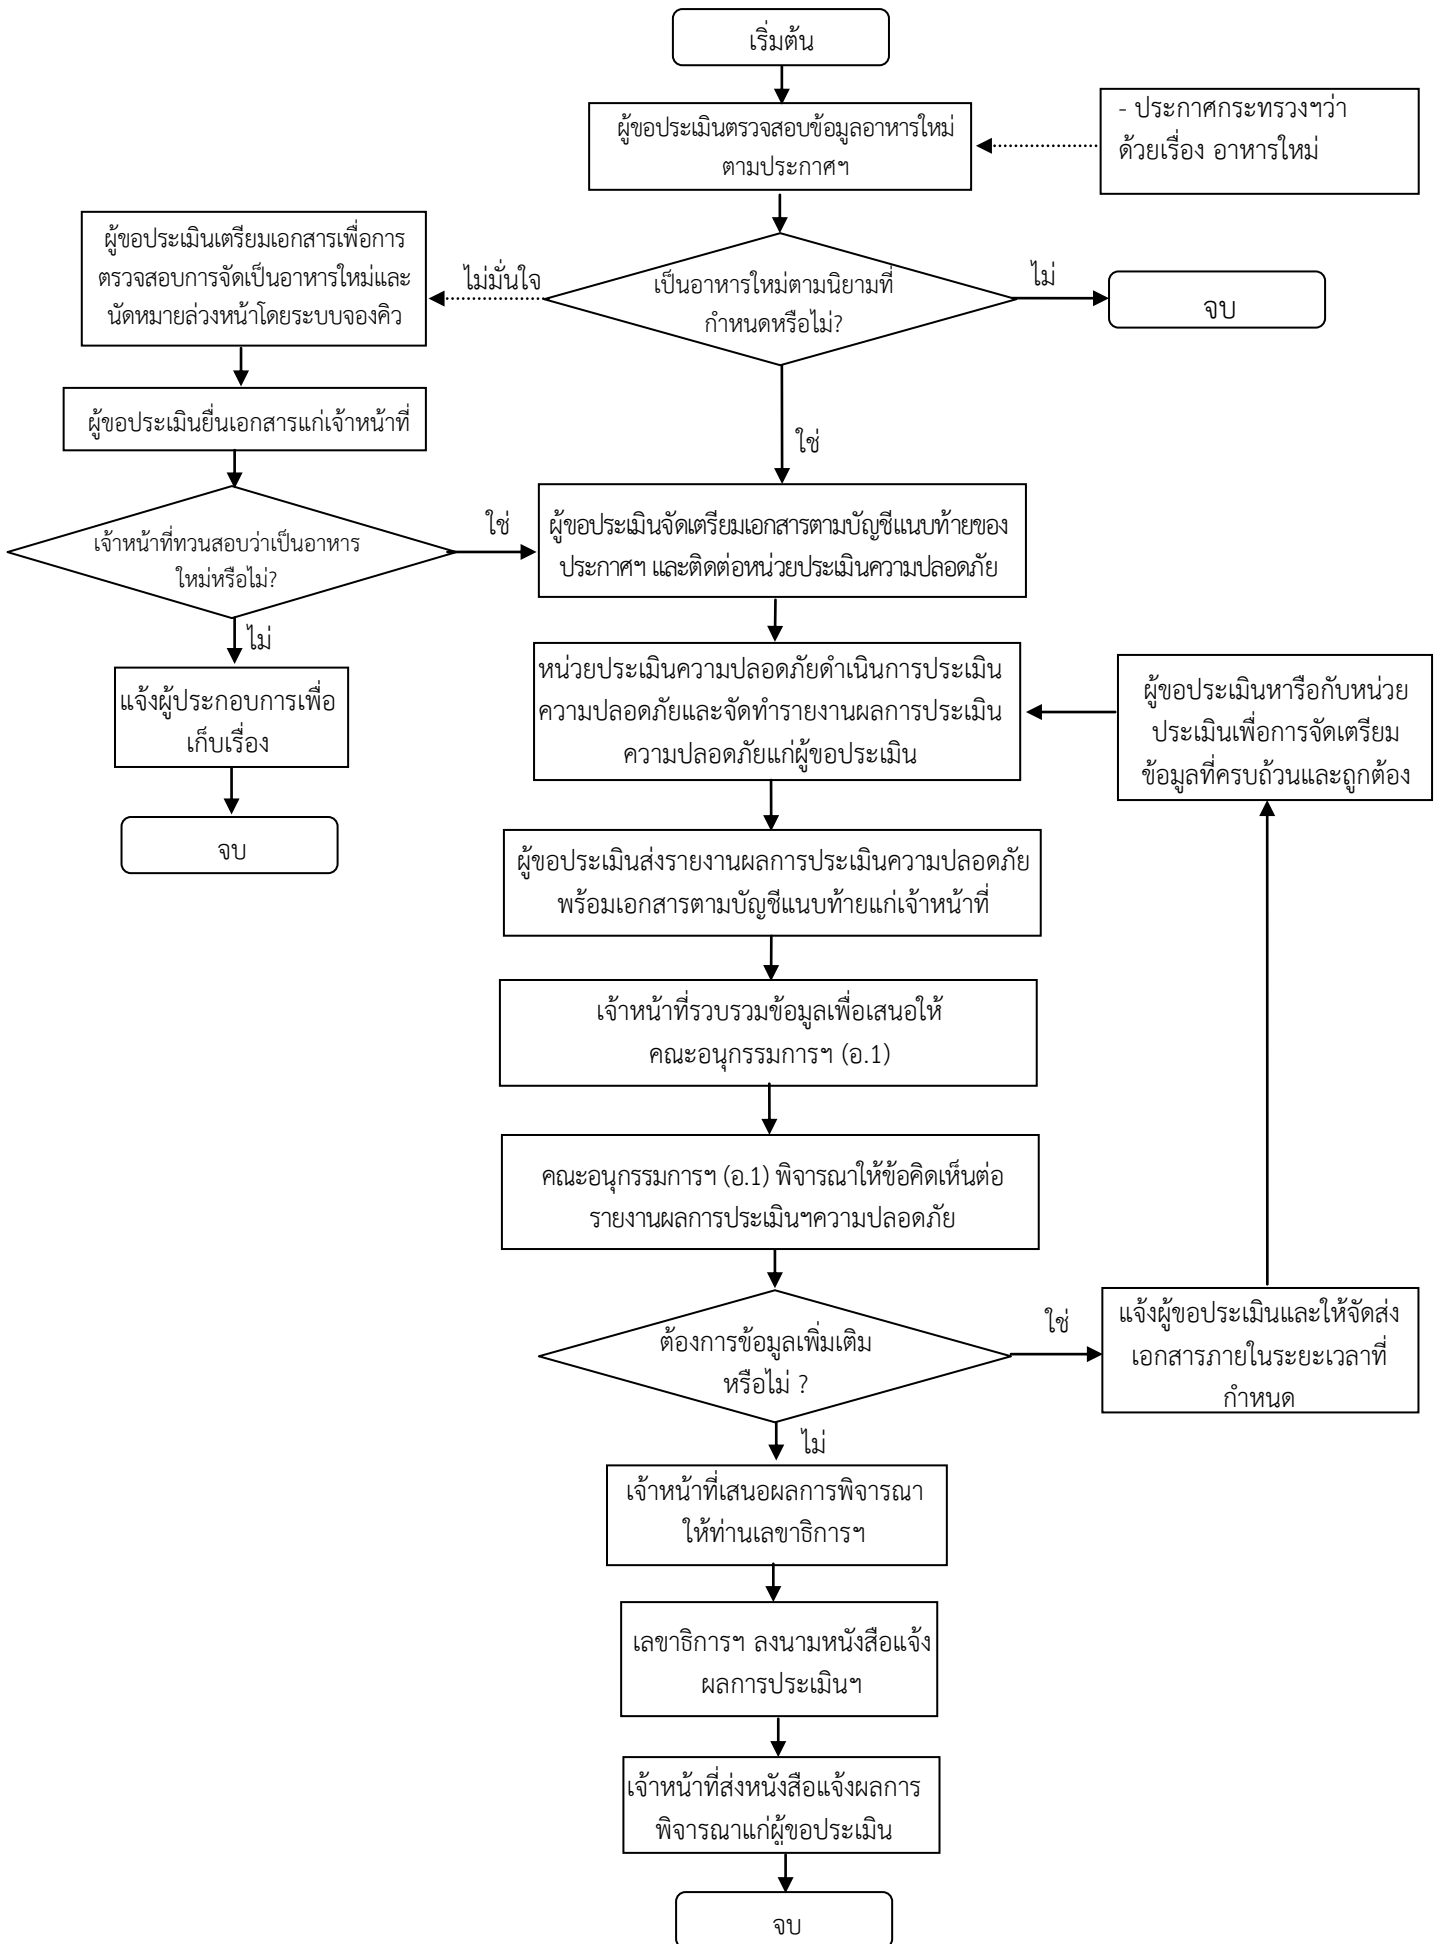 เริ่มต้น
ผู้ขอประเมินตรวจสอบข้อมูลอาหารใหม่
ตามประกาศฯ
- ประกาศกระทรวงฯว่า
ด้วยเรื่อง อาหารใหม่
เป็นอาหารใหม่ตามนิยามที่
กำหนดหรือไม่?
ไม่
จบ
ไม่มั่นใจ
ผู้ขอประเมินเตรียมเอกสารเพื่อการ
ตรวจสอบการจัดเป็นอาหารใหม่และ
นัดหมายล่วงหน้าโดยระบบจองคิว
ผู้ขอประเมินยื่นเอกสารแก่เจ้าหน้าที่
เจ้าหน้าที่ทวนสอบว่าเป็นอาหาร
ใหม่หรือไม่?
ใช่
ไม่
แจ้งผู้ประกอบการเพื่อ
เก็บเรื่อง
จบ
ใช่
ผู้ขอประเมินจัดเตรียมเอกสารตามบัญชีแนบท้ายของ
ประกาศฯ และติดต่อหน่วยประเมินความปลอดภัย
หน่วยประเมินความปลอดภัยดำเนินการประเมิน
ความปลอดภัยและจัดทำรายงานผลการประเมิน
ความปลอดภัยแก่ผู้ขอประเมิน
ผู้ขอประเมินหารือกับหน่วย
ประเมินเพื่อการจัดเตรียม
ข้อมูลที่ครบถ้วนและถูกต้อง
ผู้ขอประเมินส่งรายงานผลการประเมินความปลอดภัย
พร้อมเอกสารตามบัญชีแนบท้ายแก่เจ้าหน้าที่
เจ้าหน้าที่รวบรวมข้อมูลเพื่อเสนอให้
คณะอนุกรรมการฯ (อ.1)
คณะอนุกรรมการฯ (อ.1) พิจารณาให้ข้อคิดเห็นต่อ
รายงานผลการประเมินฯความปลอดภัย
ต้องการข้อมูลเพิ่มเติม
หรือไม่ ?
ใช่
แจ้งผู้ขอประเมินและให้จัดส่ง
เอกสารภายในระยะเวลาที่
กำหนด
ไม่
เจ้าหน้าที่เสนอผลการพิจารณา
ให้ท่านเลขาธิการฯ
เลขาธิการฯ ลงนามหนังสือแจ้ง
ผลการประเมินฯ
เจ้าหน้าที่ส่งหนังสือแจ้งผลการ
พิจารณาแก่ผู้ขอประเมิน
จบ